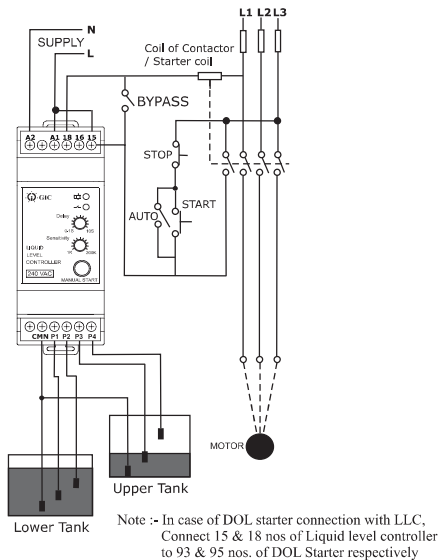 L1 L2 L3
N
SUPPLY
L
Coil of Contactor
/ Starter coil
BYPASS
A2 A1 18 16 15
STOP
GIC
Delay
0-1S 10S
START
AUTO
Sensitivity
LIQUID
LEVEL
CONTROLLER
240 VAC
MANUAL START
CMN P1 P2 P3 P4
MOTOR
Upper Tank
Lower Tank
Note :- In case of DOL starter connection with LLC,
Connect 15 & 18 nos of Liquid level controller
to 93 & 95 nos. of DOL Starter respectively